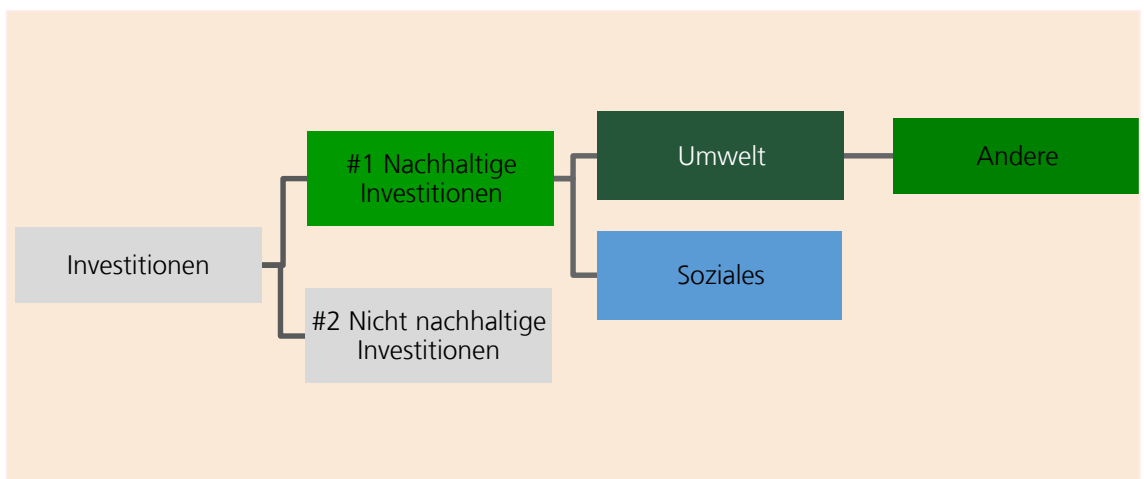 Investitionen
#1 Nachhaltige
Investitionen
#2 Nicht nachhaltige
Investitionen
Umwelt
Soziales
Andere